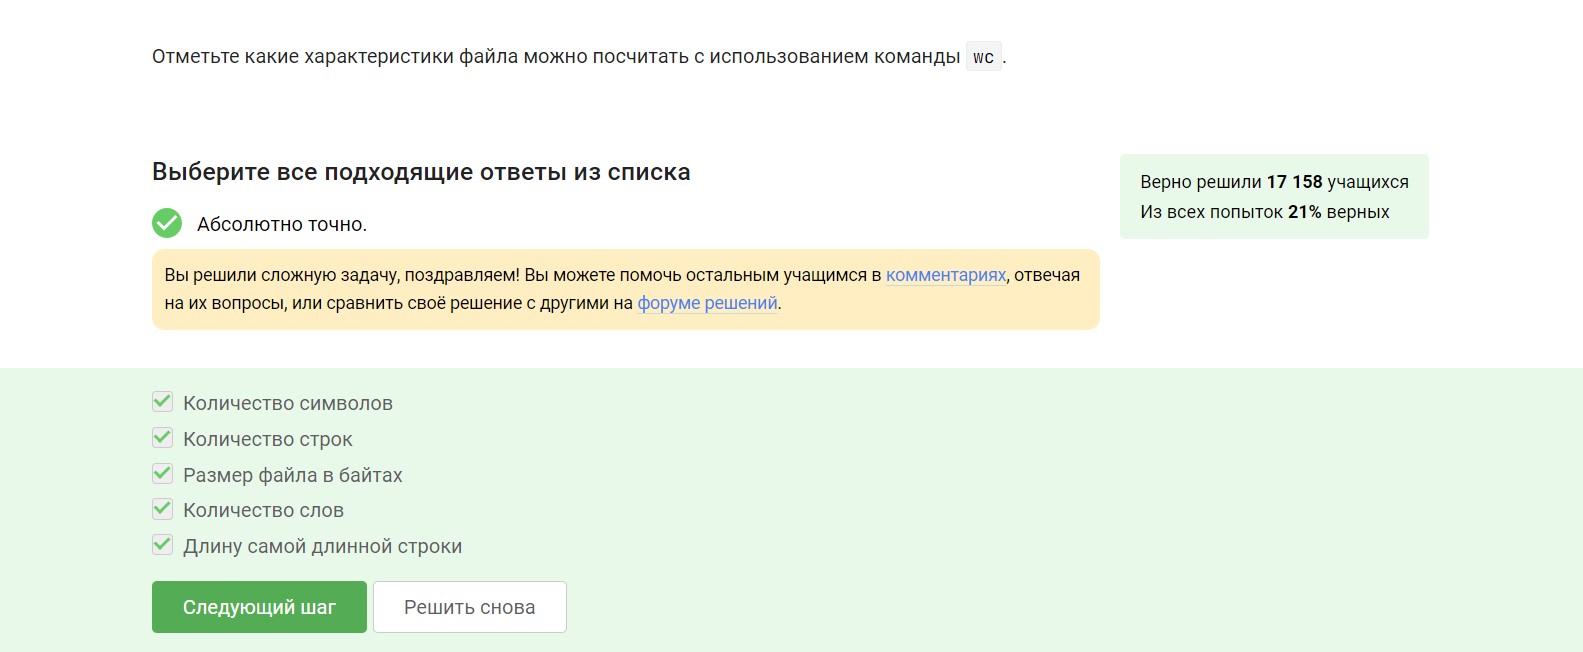 Отметьте какие характеристики файла можно посчитать с использованием команды wc.
Выберите все подходящие ответы из списка
Верно решили 17 158 учащихся
Из всех попыток 21% верных
Абсолютно точно.
Вы решили сложную задачу, поздравляем! Вы можете помочь остальным учащимся в комментариях, отвечая
на их вопросы, или сравнить своё решение с другими на форуме решений.
Количество символов
Количество строк
Размер файла в байтах
Количество слов
Длину самой длинной строки
Следующий шаг
Решить снова